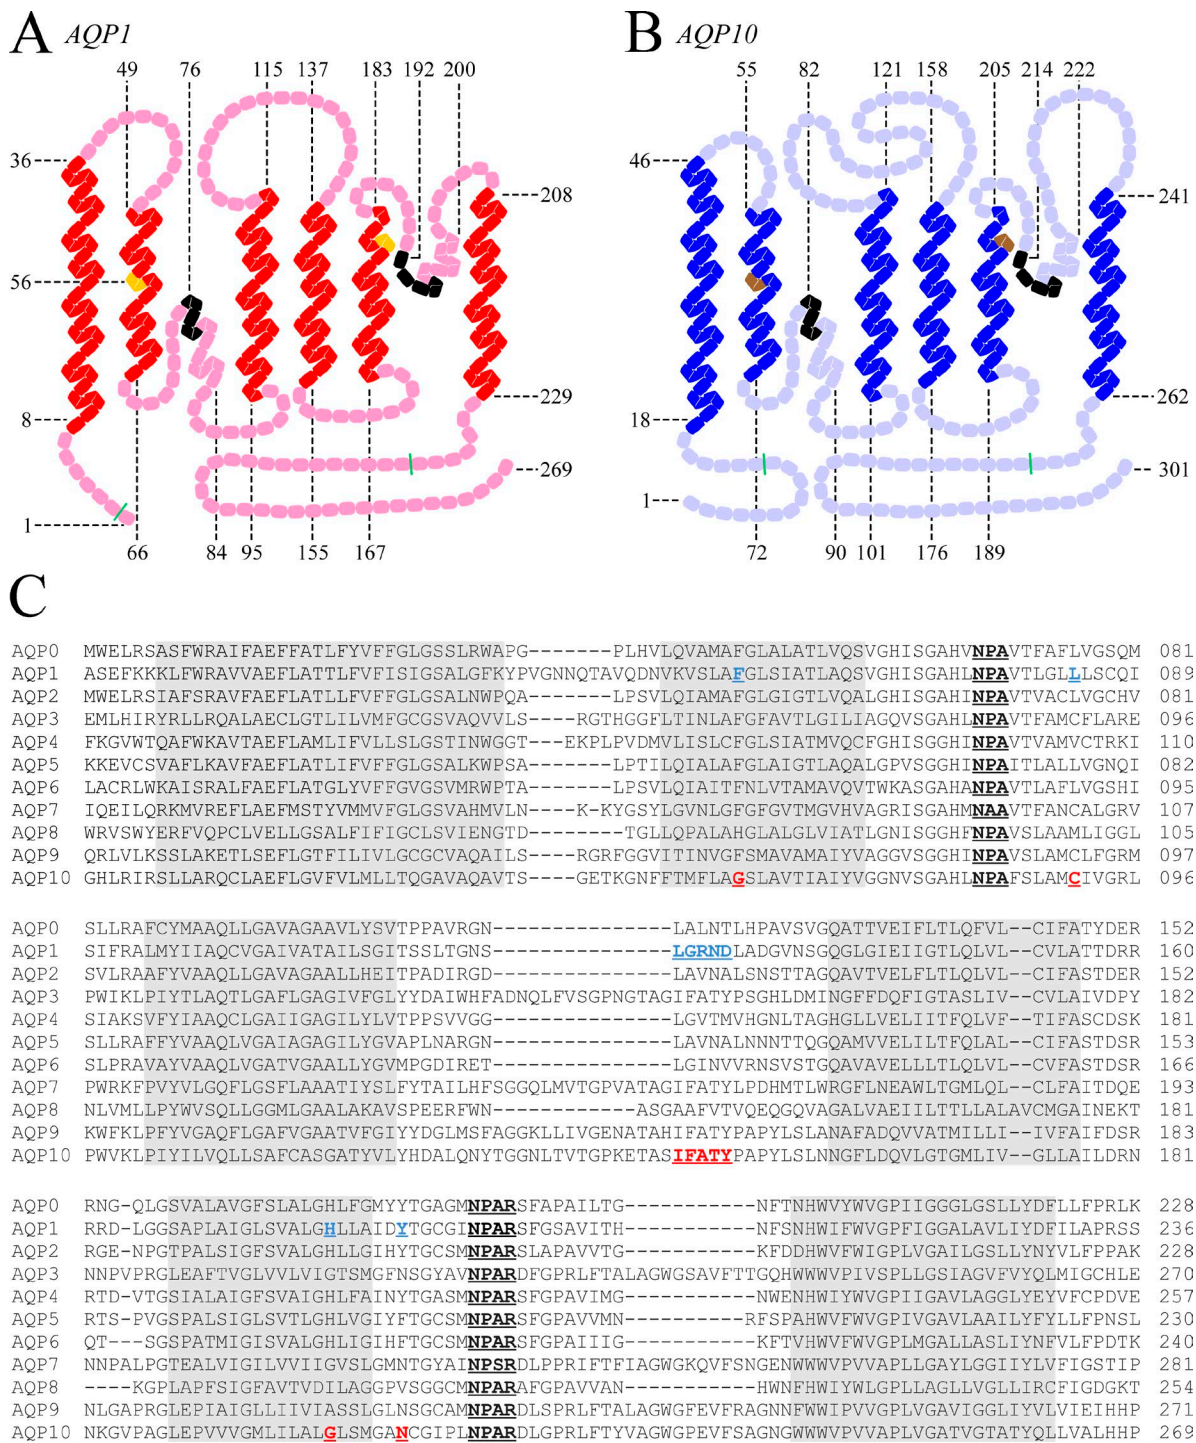 A AQP1
B AQP10
49 76 115 137 183 192 200
55 82 121 158 205 214 222
36
208
46
241
56
229
262
8
18
269
301
1
1
66 84 95 155 167
72 90 101 176 189
C
AQP0 MWELRSASFWRAIFAEFFATLFYVFFGLGSSLRWAPG-------PLHVLQVAMAFGLALATLVQSVGHISGAHVNPAVTFAFLVGSQM 081
AQP1 ASEFKKKLFWRAVVAEFLATTLFVFISIGSALGFKYPVGNNQTAVQDNVKVSLAFGLSIATLAQSVGHISGAHLNPAVTLGLLLSCQI 089
AQP2 MWELRSIAFSRAVFAEFLATLLFVFFGLGSALNWPQA-------LPSVLQIAMAFGLGIGTLVQALGHISGAHINPAVTVACLVGCHV 081
AQP3 EMLHIRYRLLRQALAECLGTLILVMFGCGSVAQVVLS----RGTHGGFLTINLAFGFAVTLGILIAGQVSGAHLNPAVTFAMCFLARE 096
AQP4 FKGVWTQAFWKAVTAEFLAMLIFVLLSLGSTINWGGT---EKPLPVDMVLISLCFGLSIATMVQCFGHISGGHINPAVTVAMVCTRKI 110
AQP5 KKEVCSVAFLKAVFAEFLATLIFVFFGLGSALKWPSA-------LPTILQIALAFGLAIGTLAQALGPVSGGHINPAITLALLVGNQI 082
AQP6 LACRLWKAISRALFAEFLATGLYVFFGVGSVMRWPTA-------LPSVLQIAITFNLVTAMAVQVTWKASGAHANPAVTLAFLVGSHI 095
AQP7 IQEILQRKMVREFLAEFMSTYVMMVFGLGSVAHMVLN----K-KYGSYLGVNLGFGFGVTMGVHVAGRISGAHMNAAVTFANCALGRV 107
AQP8 WRVSWYERFVQPCLVELLGSALFIFIGCLSVIENGTD--------TGLLQPALAHGLALGLVIATLGNISGGHFNPAVSLAAMLIGGL 105
AQP9 QRLVLKSSLAKETLSEFLGTFILIVLGCGCVAQAILS----RGRFGGVITINVGFSMAVAMAIYVAGGVSGGHINPAVSLAMCLFGRM 097
AQP10 GHLRIRSLLARQCLAEFLGVFVLMLLTQGAVAQAVTS----GETKGNFFTMFLAGSLAVTIAIYVGGNVSGAHLNPAFSLAMCIVGRL 096
AQP0 SLLRAFCYMAAQLLGAVAGAAVLYSVTPPAVRGN---------------LALNTLHPAVSVGQATTVEIFLTLQFVL--CIFATYDER 152
AQP1 SIFRALMYIIAQCVGAIVATAILSGITSSLTGNS---------------LGRNDLADGVNSGQGLGIEIIGTLQLVL--CVLATTDRR 160
AQP2 SVLRAAFYVAAQLLGAVAGAALLHEITPADIRGD---------------LAVNALSNSTTAGQAVTVELFLTLQLVL--CIFASTDER 152
AQP3 PWIKLPIYTLAQTLGAFLGAGIVFGLYYDAIWHFADNQLFVSGPNGTAGIFATYPSGHLDMINGFFDQFIGTASLIV--CVLAIVDPY 182
AQP4 SIAKSVFYIAAQCLGAIIGAGILYLVTPPSVVGG---------------LGVTMVHGNLTAGHGLLVELIITFQLVF--TIFASCDSK 181
AQP5 SLLRAFFYVAAQLVGAIAGAGILYGVAPLNARGN---------------LAVNALNNNTTQGQAMVVELILTFQLAL--CIFASTDSR 153
AQP6 SLPRAVAYVAAQLVGATVGAALLYGVMPGDIRET---------------LGINVVRNSVSTGQAVAVELLLTLQLVL--CVFASTDSR 166
AQP7 PWRKFPVYVLGQFLGSFLAAATIYSLFYTAILHFSGGQLMVTGPVATAGIFATYLPDHMTLWRGFLNEAWLTGMLQL--CLFAITDQE 193
AQP8 NLVMLLPYWVSQLLGGMLGAALAKAVSPEERFWN------------ASGAAFVTVQEQGQVAGALVAEIILTTLLALAVCMGAINEKT 181
AQP9 KWFKLPFYVGAQFLGAFVGAATVFGIYYDGLMSFAGGKLLIVGENATAHIFATYPAPYLSLANAFADQVVATMILLI--IVFAIFDSR 183
AQP10 PWVKLPIYILVQLLSAFCASGATYVLYHDALQNYTGGNLTVTGPKETASIFATYPAPYLSLNNGFLDQVLGTGMLIV--GLLAILDRN 181
AQP0 RNG-QLGSVALAVGFSLALGHLFGMYYTGAGMNPARSFAPAILTG-----------NFTNHWVYWVGPIIGGGLGSLLYDFLLFPRLK 228
AQP1 RRD-LGGSAPLAIGLSVALGHLLAIDYTGCGINPARSFGSAVITH-----------NFSNHWIFWVGPFIGGALAVLIYDFILAPRSS 236
AQP2 RGE-NPGTPALSIGFSVALGHLLGIHYTGCSMNPARSLAPAVVTG-----------KFDDHWVFWIGPLVGAILGSLLYNYVLFPPAK 228
AQP3 NNPVPRGLEAFTVGLVVLVIGTSMGFNSGYAVNPARDFGPRLFTALAGWGSAVFTTGQHWWWVPIVSPLLGSIAGVFVYQLMIGCHLE 270
AQP4 RTD-VTGSIALAIGFSVAIGHLFAINYTGASMNPARSFGPAVIMG-----------NWENHWIYWVGPIIGAVLAGGLYEYVFCPDVE 257
AQP5 RTS-PVGSPALSIGLSVTLGHLVGIYFTGCSMNPARSFGPAVVMN-----------RFSPAHWVFWVGPIVGAVLAAILYFYLLFPNSL 230
AQP6 QT---SGSPATMIGISVALGHLIGIHFTGCSMNPARSFGPAIIIG-----------KFTVHWVFWVGPLMGALLASLIYNFVLFPDTK 240
AQP7 NNPALPGTEALVIGILVVIIGVSLGMNTGYAINPSRDLPPRIFTFIAGWGKQVFSNGENWWWVPVVAPLLGAYLGGIIYLVFIGSTIP 281
AQP8 ----KGPLAPFSIGFAVTVDILAGGPVSGGCMNPARAFGPAVVAN-----------HWNFHWIYWLGPLLAGLLVGLLIRCFIGDGKT 254
AQP9 NLGAPRGLEPIAIGLLIIVIASSLGLNSGCAMNPARDLSPRLFTALAGWGFEVFRAGNNFWWIPVVGPLVGAVIGGLIYVLVIEIHHP 271
AQP10 NKGVPAGLEPVVVGMLILALGLSMGANCGIPLNPARDLGPRLFTYVAGWGPEVFSAGNGWWWVPVVAPLVGATVGTATYQLLVALHHP 269